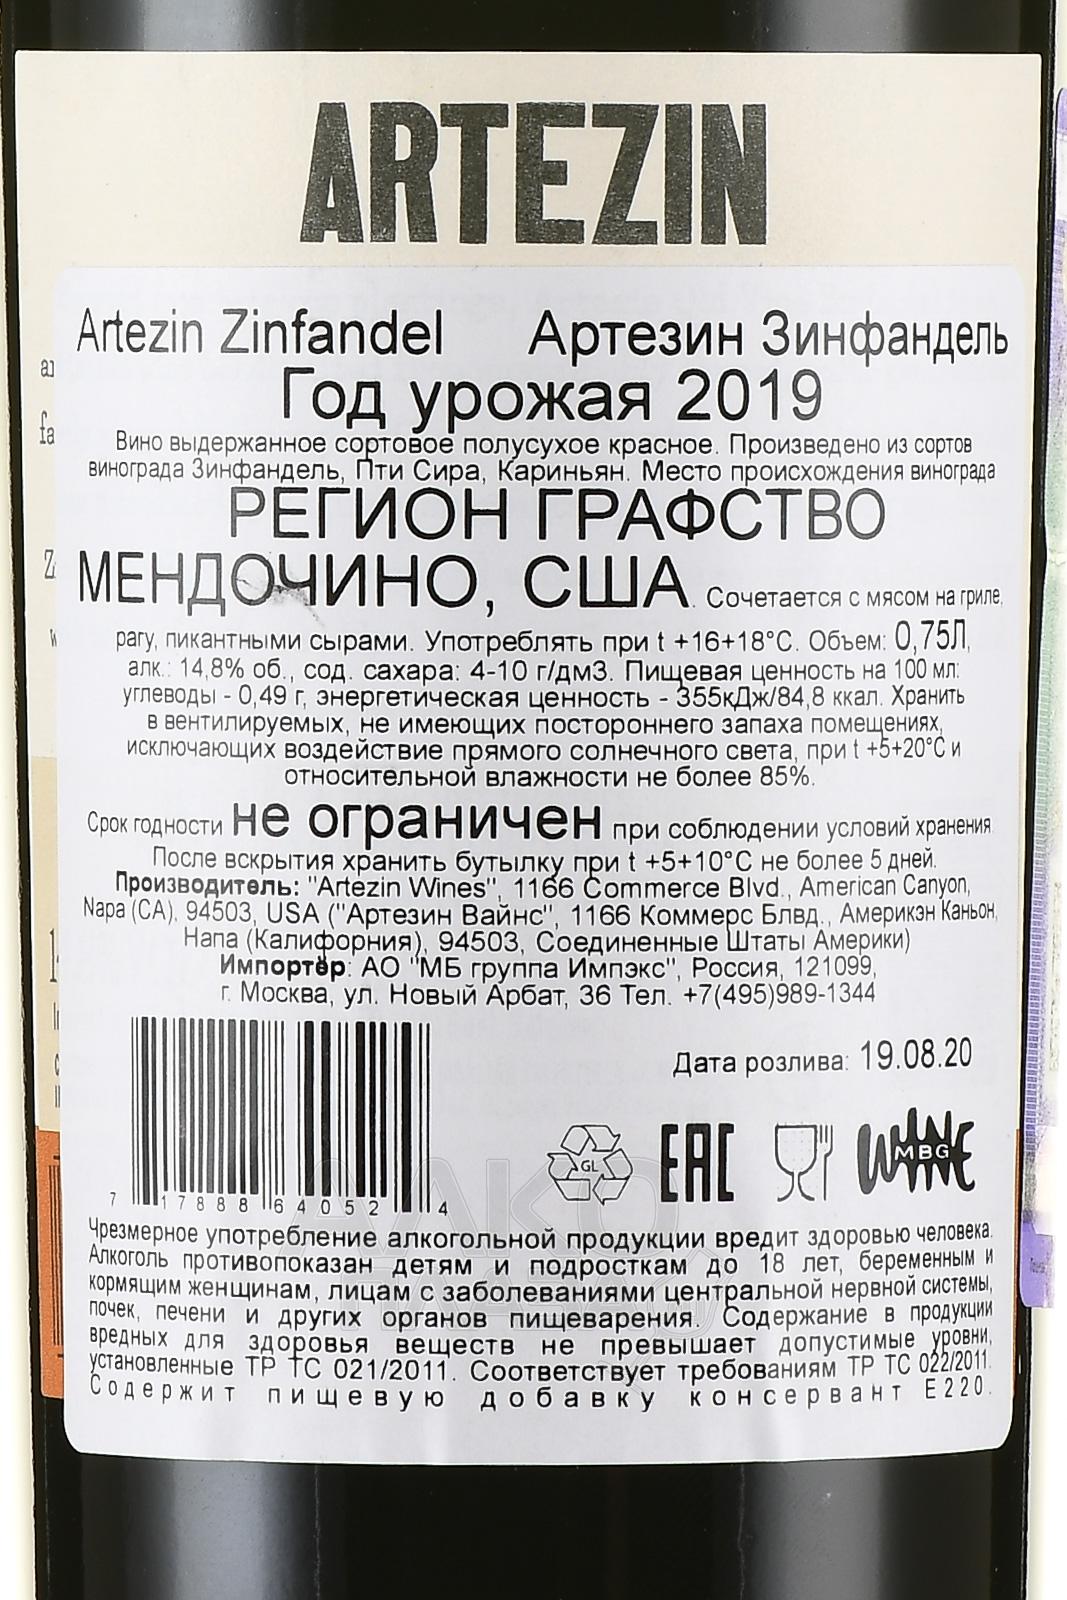 ARTEZIN
Artezin Zinfandel Артезин Зинфандель
Год урожая 2019
Вино выдержанное сортовое полусухое красное. Произведено из сортов
винограда Зинфандель, Пти Сира, Кариньян. Место происхождения винограда
РЕГИОН ГРАФСТВО
МЕНДОЧИНО, США. Сочетается с мясом на гриле,
рагу, пикантными сырами. Употреблять при t +16+18°C. Объем: 0,75Л,
алк.: 14,8% об., сод. сахара: 4-10 г/дм3. Пищевая ценность на 100 мл:
углеводы - 0,49 г, энергетическая ценность - 355кДж/84,8 ккал. Хранить
в вентилируемых, не имеющих постороннего запаха помещениях,
исключающих воздействие прямого солнечного света, при t +5+20°C и
относительной влажности не более 85%.
Срок годности не ограничен при соблюдении условий хранения.
После вскрытия хранить бутылку при t +5+10°C не более 5 дней.
Производитель: "Artezin Wines", 1166 Commerce Blvd., American Canyon,
Napa (CA), 94503, USA ("Артезин Вайнс", 1166 Коммерс Блвд., Америкэн Каньон,
Напа (Калифорния), 94503, Соединенные Штаты Америки)
Импортёр: АО "МБ группа Импэкс", Россия, 121099,
г. Москва, ул. Новый Арбат, 36 Тел. +7(495)989-1344
Дата розлива: 19.08.20
GL EAC WINE MBG
7 17888 64052 4
Чрезмерное употребление алкогольной продукции вредит здоровью человека.
Алкоголь противопоказан детям и подросткам до 18 лет, беременным и
кормящим женщинам, лицам с заболеваниями центральной нервной системы,
почек, печени и других органов пищеварения. Содержание в продукции
вредных для здоровья веществ не превышает допустимые уровни,
установленные ТР ТС 021/2011. Соответствует требованиям ТР ТС 022/2011.
Содержит пищевую добавку консервант Е220.